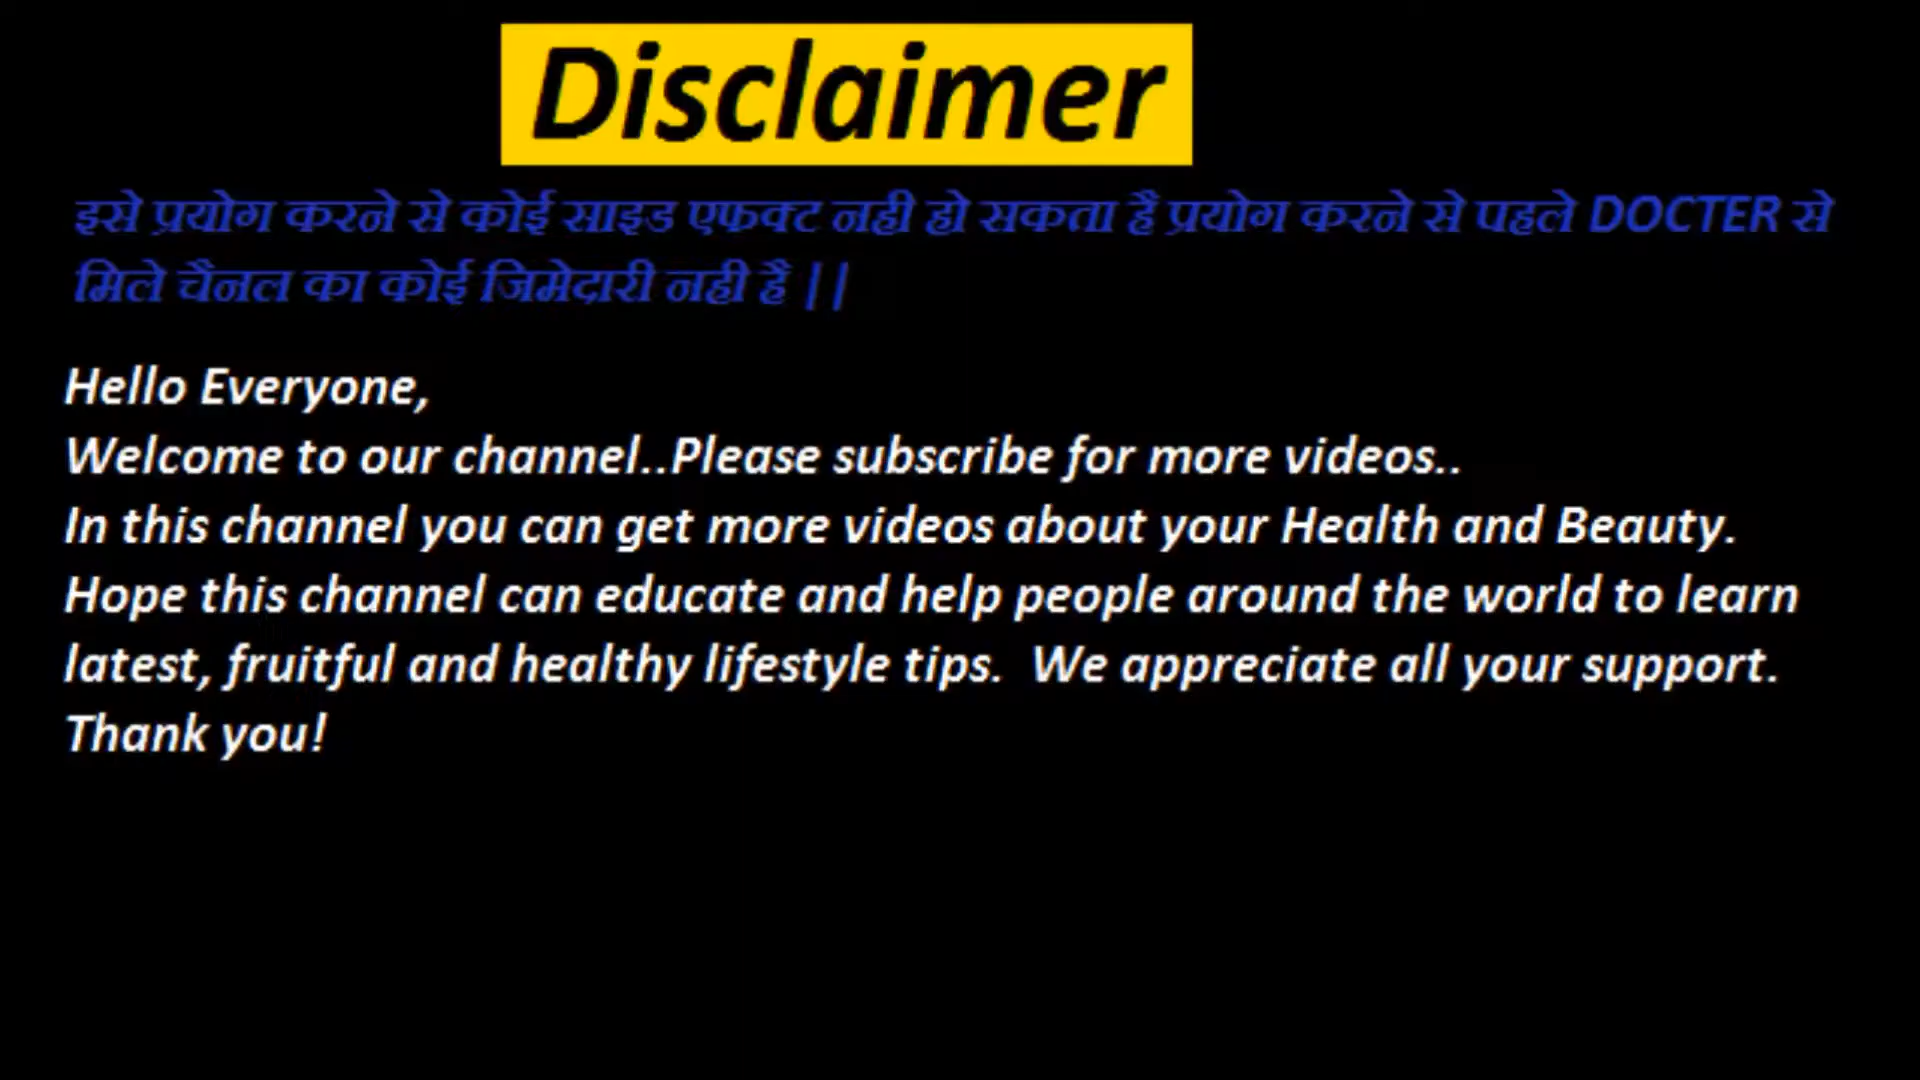 Disclaimer
इसे प्रयोग करने से कोई साइड एफक्ट नही हो सकता हैं प्रयोग करने से पहले DOCTER से
मिले चैनल का कोई जिमेदारी नही है ||
Hello Everyone,
Welcome to our channel..Please subscribe for more videos..
In this channel you can get more videos about your Health and Beauty.
Hope this channel can educate and help people around the world to learn
latest, fruitful and healthy lifestyle tips.  We appreciate all your support.
Thank you!